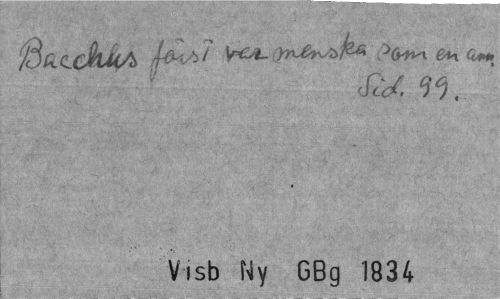 Bacchus först var menska som en ann.
Sid. 99.
Visb Ny GBg 1834